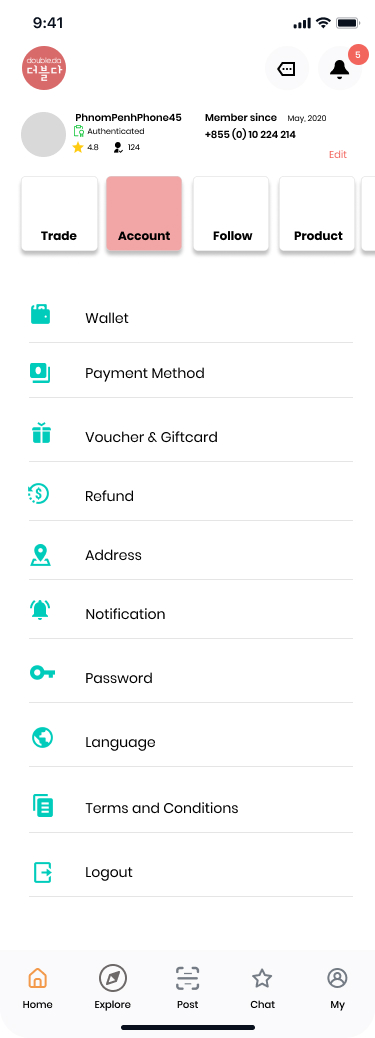 9:41
doubleda
더블다
5
PhnomPenhPhone45
Member since May, 2020
Authenticated
+855 (0) 10 224 214
4.8 124
Edit
Trade
Account
Follow
Product
Wallet
Payment Method
Voucher & Giftcard
Refund
Address
Notification
Password
Language
Terms and Conditions
Logout
Home
Explore
Post
Chat
My